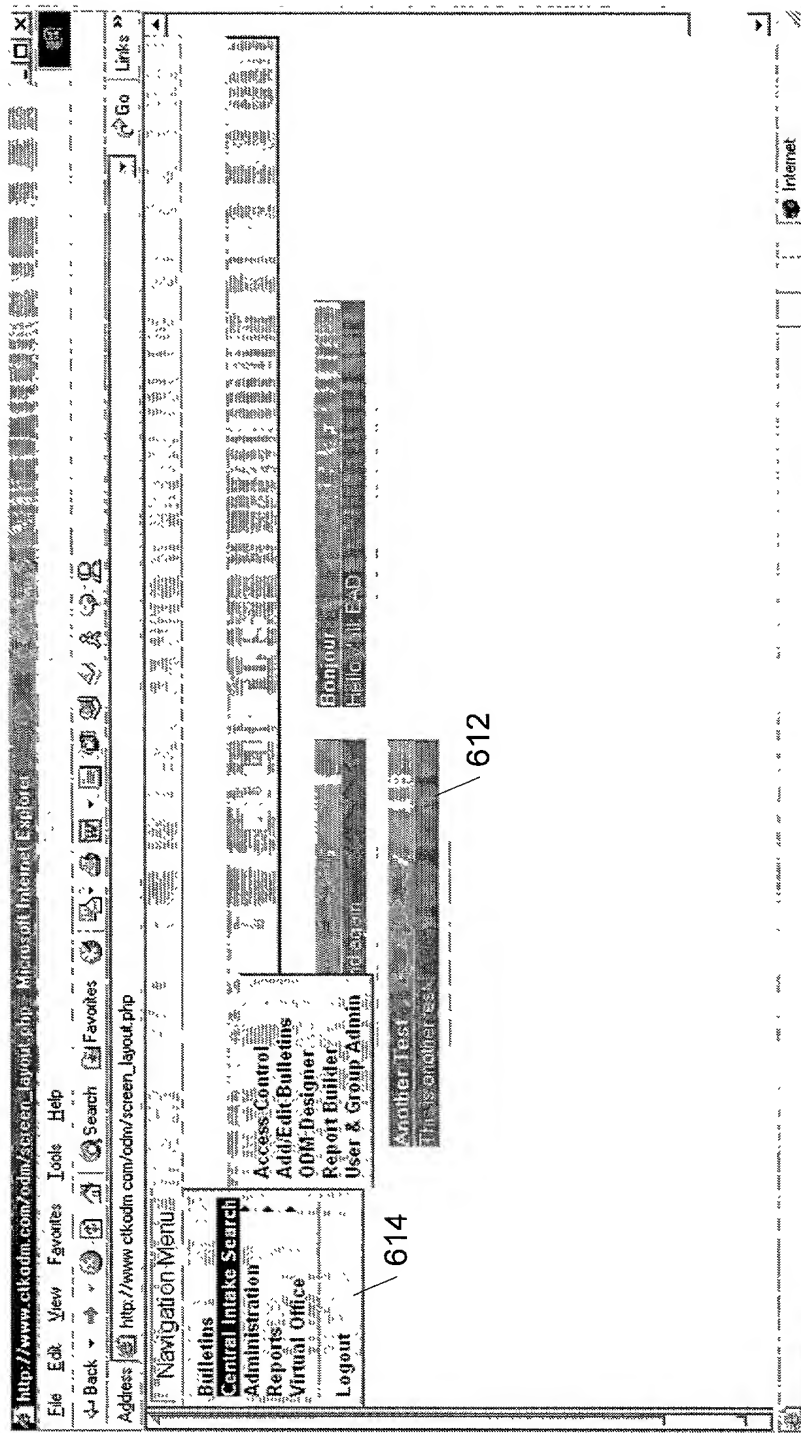 http://www.ctkodm.com/odm/screen_layout.php - Microsoft Internet Explorer
File Edit View Favorites Tools Help
Back Search Favorites
Address http://www ctkodm com/odm/screen_layout.php Go Links »
Navigation Menu
Bulletins
Central Intake Search
Administration
Reports
Virtual Office
Logout
Access Control
Add/Edit Bulletins
ODM Designer
Report Builder
User & Group Admin
614
Bonjour
Another Test
This is another
612
Internet